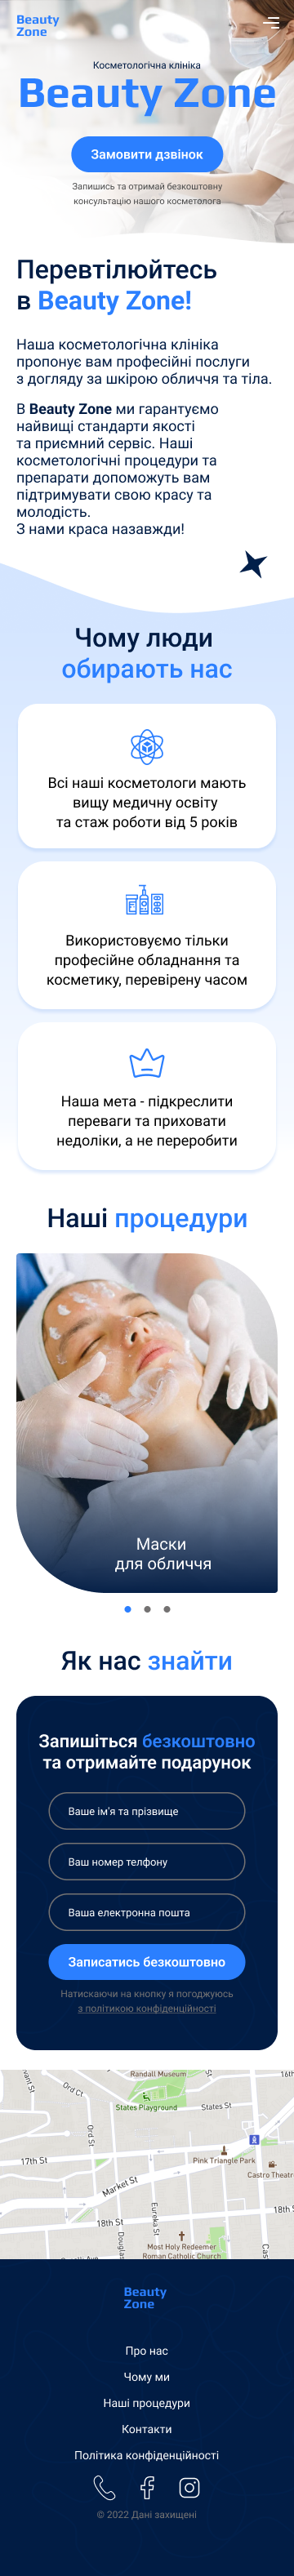 Beauty
Zone
Косметологічна клініка
Beauty Zone
Замовити дзвінок
Запишись та отримай безкоштовну
консультацію нашого косметолога
Перевтілюйтесь
в Beauty Zone!
Наша косметологічна клініка
пропонує вам професійні послуги
з догляду за шкірою обличчя та тіла.
В Beauty Zone ми гарантуємо
найвищі стандарти якості
та приємний сервіс. Наші
косметологічні процедури та
препарати допоможуть вам
підтримувати свою красу та
молодість.
З нами краса назавжди!
Чому люди
обирають нас
Всі наші косметологи мають
вищу медичну освіту
та стаж роботи від 5 років
Використовуємо тільки
професійне обладнання та
косметику, перевірену часом
Наша мета - підкреслити
переваги та приховати
недоліки, а не переробити
Наші процедури
Маски
для обличчя
Як нас знайти
Запишіться безкоштовно
та отримайте подарунок
Ваше ім'я та прізвище
Ваш номер телфону
Ваша електронна пошта
Записатись безкоштовно
Натискаючи на кнопку я погоджуюсь
з політикою конфіденційності
Randall Museum
16th
Ord Ct
States Playground
States St
Ord St
17th St
Pink Triangle Park
Castro Theatre
Market St
18th St
18th S
Eureka St
Douglas
Most Holy Redeemer
Roman Catholic Church
Beauty
Zone
Про нас
Чому ми
Наші процедури
Контакти
Політика конфіденційності
© 2022 Дані захищені